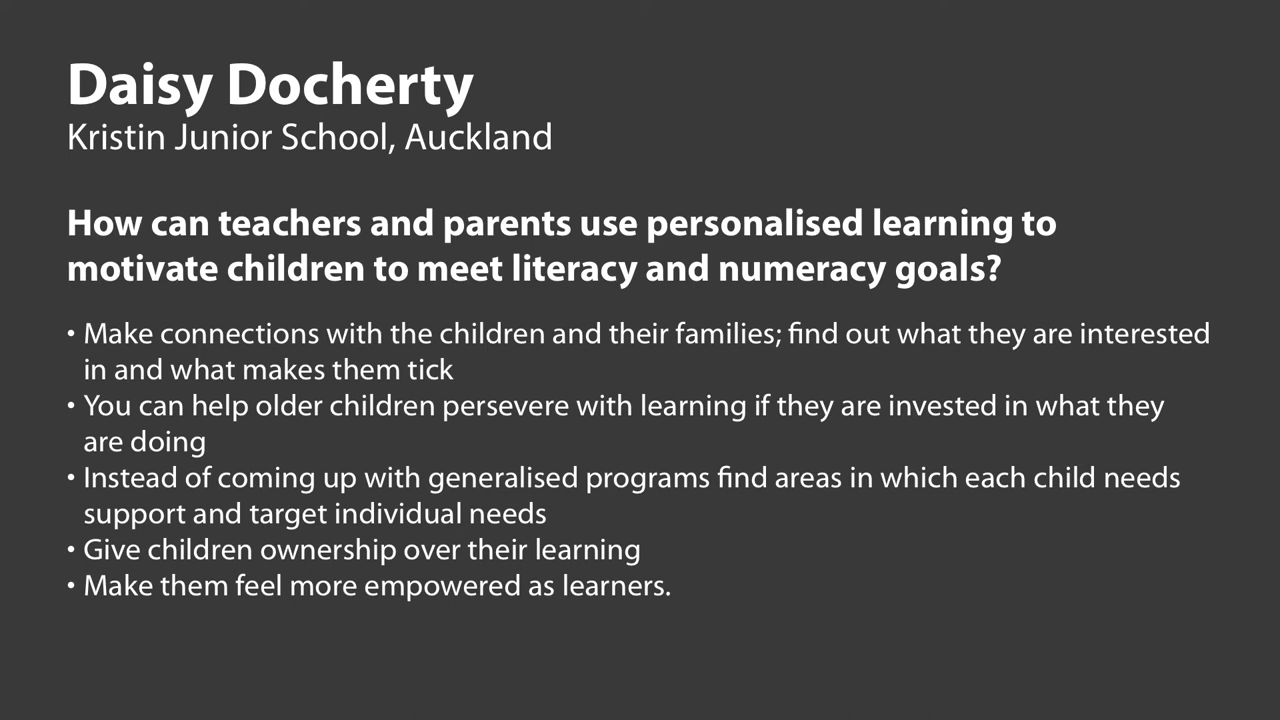 Daisy Docherty
Kristin Junior School, Auckland
How can teachers and parents use personalised learning to
motivate children to meet literacy and numeracy goals?
• Make connections with the children and their families; find out what they are interested
in and what makes them tick
• You can help older children persevere with learning if they are invested in what they
are doing
• Instead of coming up with generalised programs find areas in which each child needs
support and target individual needs
• Give children ownership over their learning
• Make them feel more empowered as learners.